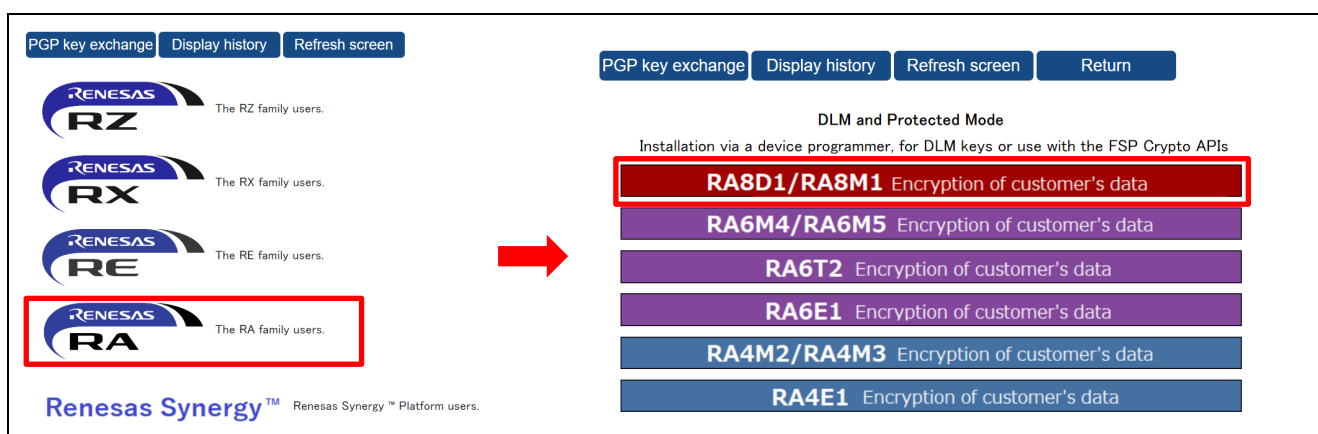 PGP key exchange Display history Refresh screen
RENESAS
RZ
The RZ family users.
RENESAS
RX
The RX family users.
RENESAS
RE
The RE family users.
RENESAS
RA
The RA family users.
Renesas Synergy™ Renesas Synergy ™ Platform users.
PGP key exchange Display history Refresh screen Return
DLM and Protected Mode
Installation via a device programmer, for DLM keys or use with the FSP Crypto APIs
RA8D1/RA8M1 Encryption of customer's data
RA6M4/RA6M5 Encryption of customer's data
RA6T2 Encryption of customer's data
RA6E1 Encryption of customer's data
RA4M2/RA4M3 Encryption of customer's data
RA4E1 Encryption of customer's data